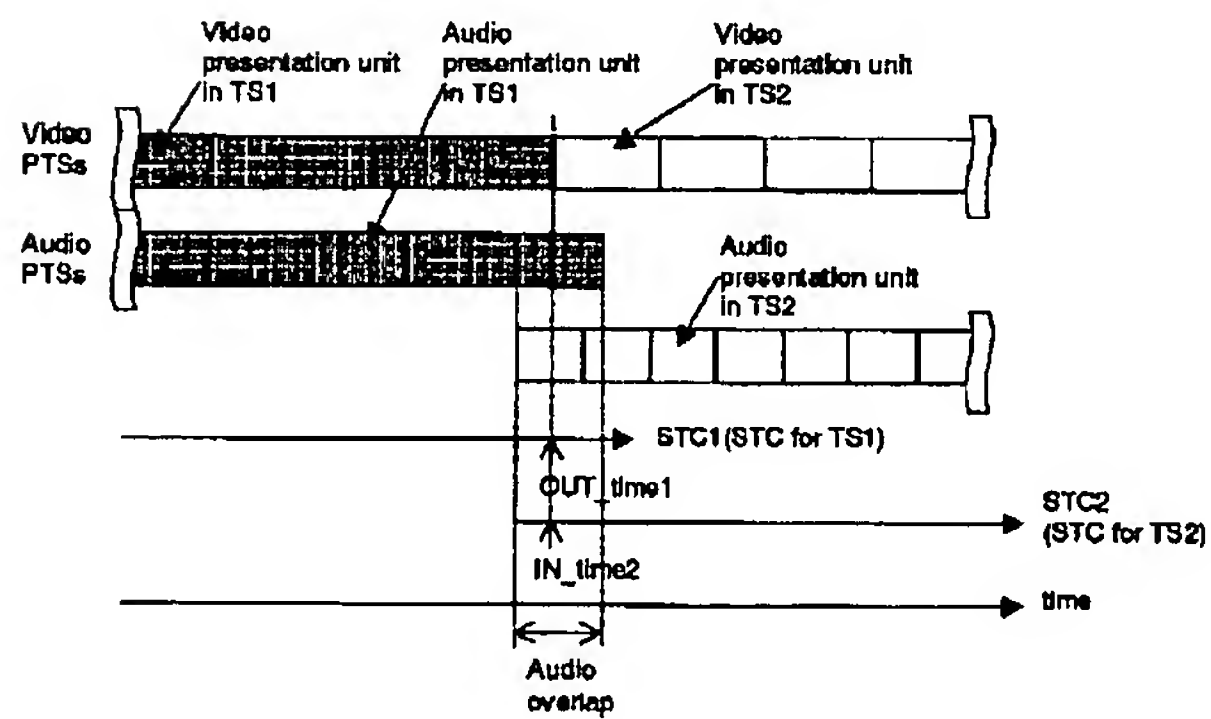 Video
presentation unit
in TS1
Audio
presentation unit
in TS1
Video
presentation unit
in TS2
Video
PTSs
Audio
PTSs
Audio
presentation unit
in TS2
STC1(STC for TS1)
OUT_time1
STC2
(STC for TS2)
IN_time2
time
Audio
overlap